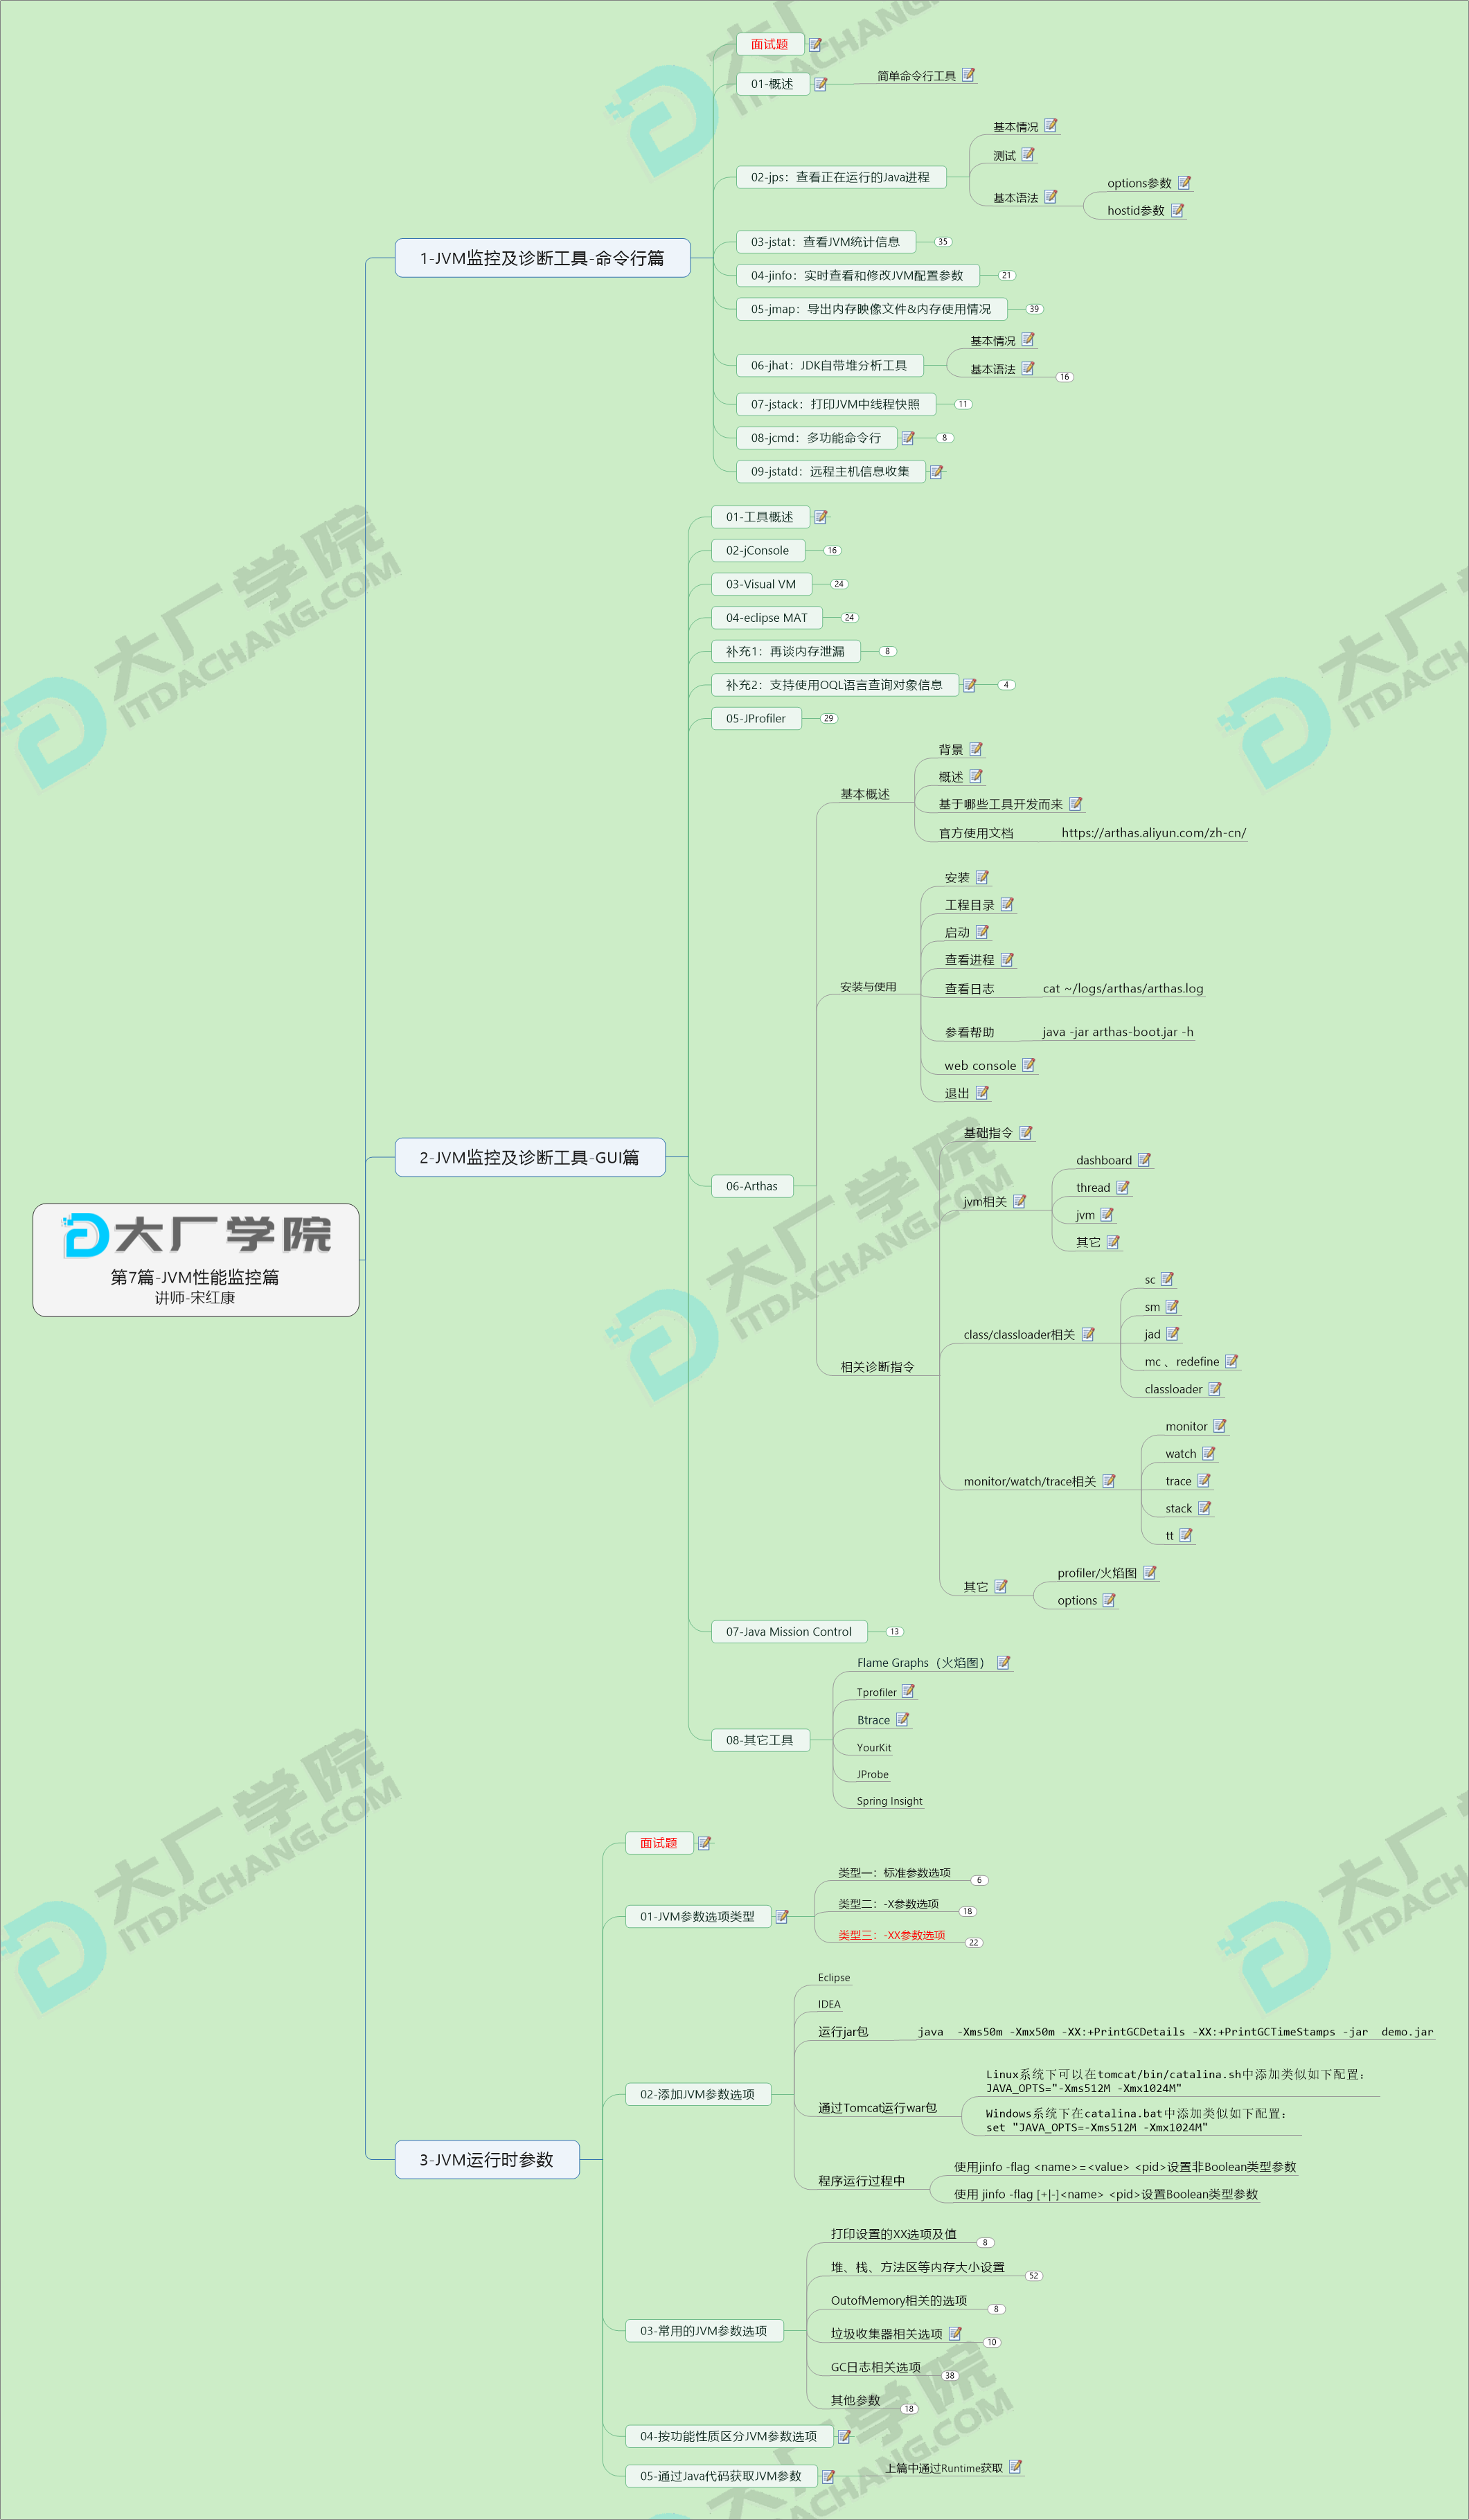 面试题
01-概述
简单命令行工具
02-jps：查看正在运行的Java进程
基本情况
测试
基本语法
options参数
hostid参数
03-jstat：查看JVM统计信息
35
04-jinfo：实时查看和修改JVM配置参数
21
05-jmap：导出内存映像文件&内存使用情况
39
06-jhat：JDK自带堆分析工具
基本情况
基本语法
16
07-jstack：打印JVM中线程快照
11
08-jcmd：多功能命令行
8
09-jstatd：远程主机信息收集
1-JVM监控及诊断工具-命令行篇
01-工具概述
02-jConsole
16
03-Visual VM
24
04-eclipse MAT
24
补充1：再谈内存泄漏
8
补充2：支持使用OQL语言查询对象信息
4
05-JProfiler
29
基本概述
背景
概述
基于哪些工具开发而来
官方使用文档
https://arthas.aliyun.com/zh-cn/
安装与使用
安装
工程目录
启动
查看进程
查看日志
cat ~/logs/arthas/arthas.log
参看帮助
java -jar arthas-boot.jar -h
web console
退出
2-JVM监控及诊断工具-GUI篇
06-Arthas
相关诊断指令
基础指令
jvm相关
dashboard
thread
jvm
其它
class/classloader相关
sc
sm
jad
mc 、redefine
classloader
monitor/watch/trace相关
monitor
watch
trace
stack
tt
其它
profiler/火焰图
options
07-Java Mission Control
13
08-其它工具
Flame Graphs（火焰图）
Tprofiler
Btrace
YourKit
JProbe
Spring Insight
大厂学院
第7篇-JVM性能监控篇
讲师-宋红康
面试题
01-JVM参数选项类型
类型一：标准参数选项
6
类型二：-X参数选项
18
类型三：-XX参数选项
22
02-添加JVM参数选项
Eclipse
IDEA
运行jar包
java  -Xms50m -Xmx50m -XX:+PrintGCDetails -XX:+PrintGCTimeStamps -jar  demo.jar
通过Tomcat运行war包
Linux系统下可以在tomcat/bin/catalina.sh中添加类似如下配置：
JAVA_OPTS="-Xms512M -Xmx1024M"
Windows系统下在catalina.bat中添加类似如下配置：
set "JAVA_OPTS=-Xms512M -Xmx1024M"
程序运行过程中
使用jinfo -flag <name>=<value> <pid>设置非Boolean类型参数
使用 jinfo -flag [+|-]<name> <pid>设置Boolean类型参数
3-JVM运行时参数
03-常用的JVM参数选项
打印设置的XX选项及值
8
堆、栈、方法区等内存大小设置
52
OutofMemory相关的选项
8
垃圾收集器相关选项
10
GC日志相关选项
38
其他参数
18
04-按功能性质区分JVM参数选项
05-通过Java代码获取JVM参数
上篇中通过Runtime获取
大厂学院
ITDACHANG.COM